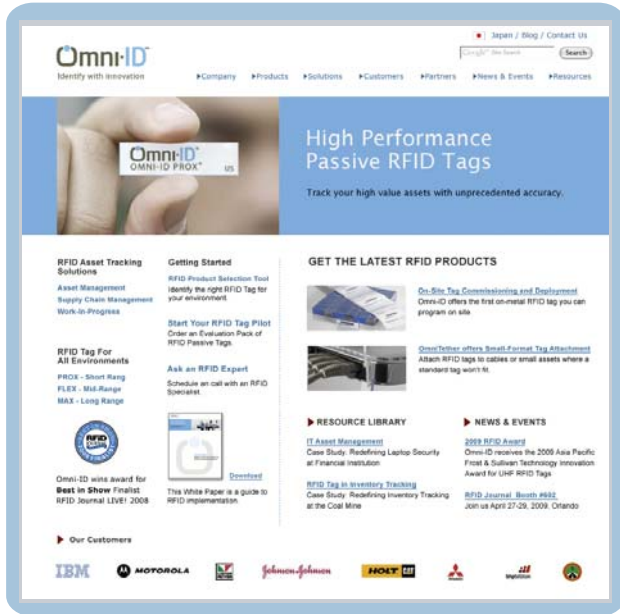 Japan / Blog / Contact Us
Omni-ID
Identify with innovation
Google™ Site Search
Search
Company Products Solutions Customers Partners News & Events Resources
Omni-ID
OMNI-ID PROX
US
High Performance
Passive RFID Tags
Track your high value assets with unprecedented accuracy.
RFID Asset Tracking
Solutions
Asset Management
Supply Chain Management
Work-In-Progress
RFID Tag For
All Environments
PROX - Short Rang
FLEX - Mid-Range
MAX - Long Range
RFID
Omni-ID wins award for
Best in Show Finalist
RFID Journal LIVE! 2008
Getting Started
RFID Product Selection Tool
Identify the right RFID Tag for
your environment.
Start Your RFID Tag Pilot
Order an Evaluation Pack of
RFID Passive Tags.
Ask an RFID Expert
Schedule an call with an RFID
Specialist.
Download
This White Paper is a guide to
RFID implementation
GET THE LATEST RFID PRODUCTS
On-Site Tag Commissioning and Deployment
Omni-ID offers the first on-metal RFID tag you can
program on site.
OmniTether offers Small-Format Tag Attachment
Attach RFID tags to cables or small assets where a
standard tag won't fit.
RESOURCE LIBRARY
IT Asset Management
Case Study: Redefining Laptop Security
at Financial Institution
RFID Tag in Inventory Tracking
Case Study: Redefining Inventory Tracking
at the Coal Mine
NEWS & EVENTS
2009 RFID Award
Omni-ID receives the 2009 Asia Pacific
Frost & Sullivan Technology Innovation
Award for UHF RFID Tags
RFID Journal Booth #602
Join us April 27-29, 2009, Orlando
Our Customers
IBM
MOTOROLA
Johnson & Johnson
HOLT CAT